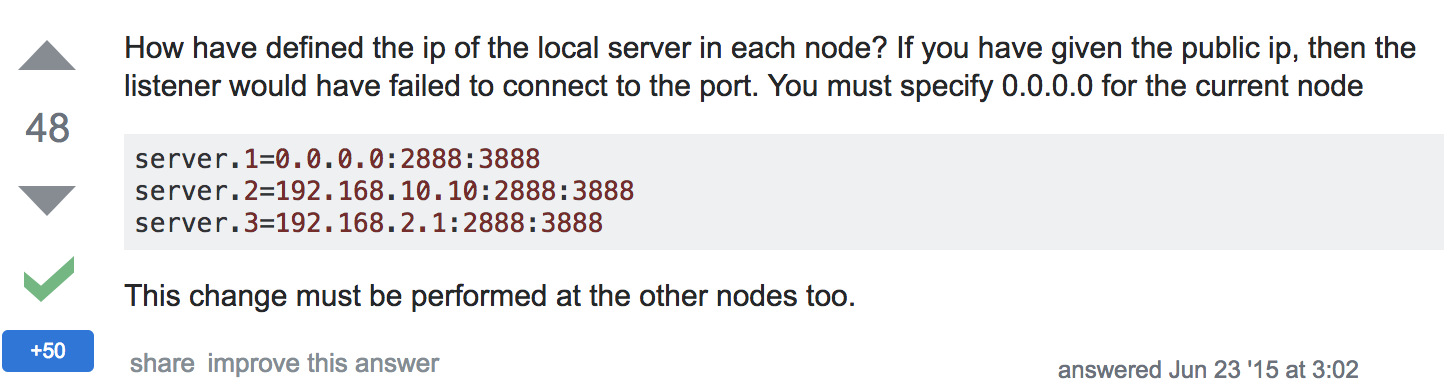 How have defined the ip of the local server in each node? If you have given the public ip, then the
listener would have failed to connect to the port. You must specify 0.0.0.0 for the current node
48
server.1=0.0.0.0:2888:3888
server.2=192.168.10.10:2888:3888
server.3=192.168.2.1:2888:3888
This change must be performed at the other nodes too.
+50
share improve this answer
answered Jun 23 '15 at 3:02